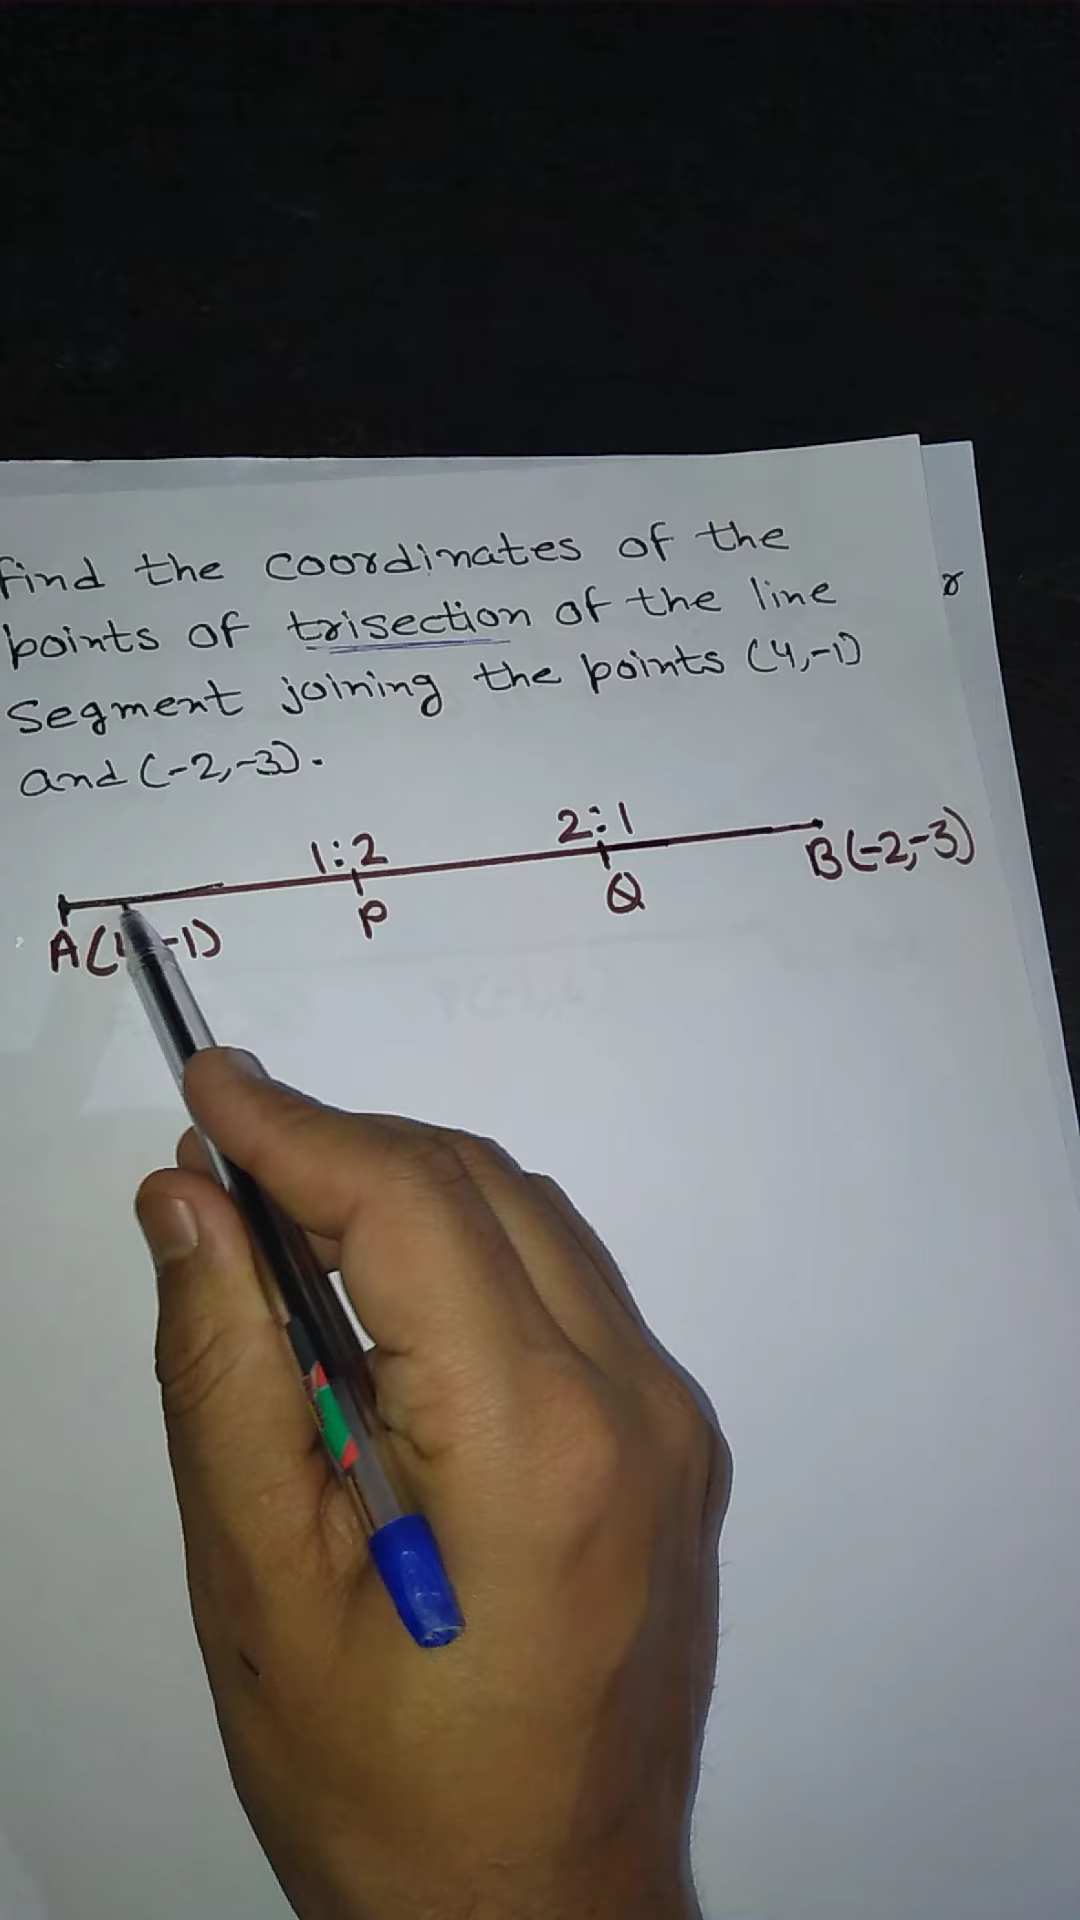 find the coordinates of the
points of trisection of the line
segment joining the points (4,-1)
and (-2,-3).
1:2 2:1
A( -1) P Q B(-2,-3)